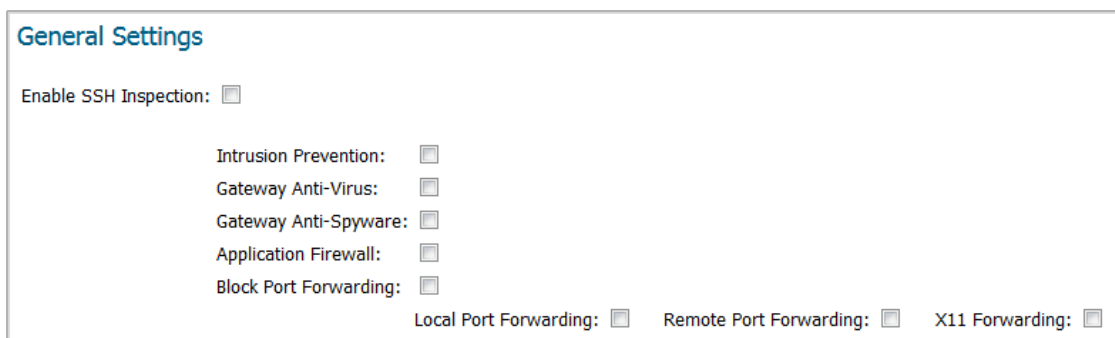 General Settings
Enable SSH Inspection:
Intrusion Prevention:
Gateway Anti-Virus:
Gateway Anti-Spyware:
Application Firewall:
Block Port Forwarding:
Local Port Forwarding: Remote Port Forwarding: X11 Forwarding: